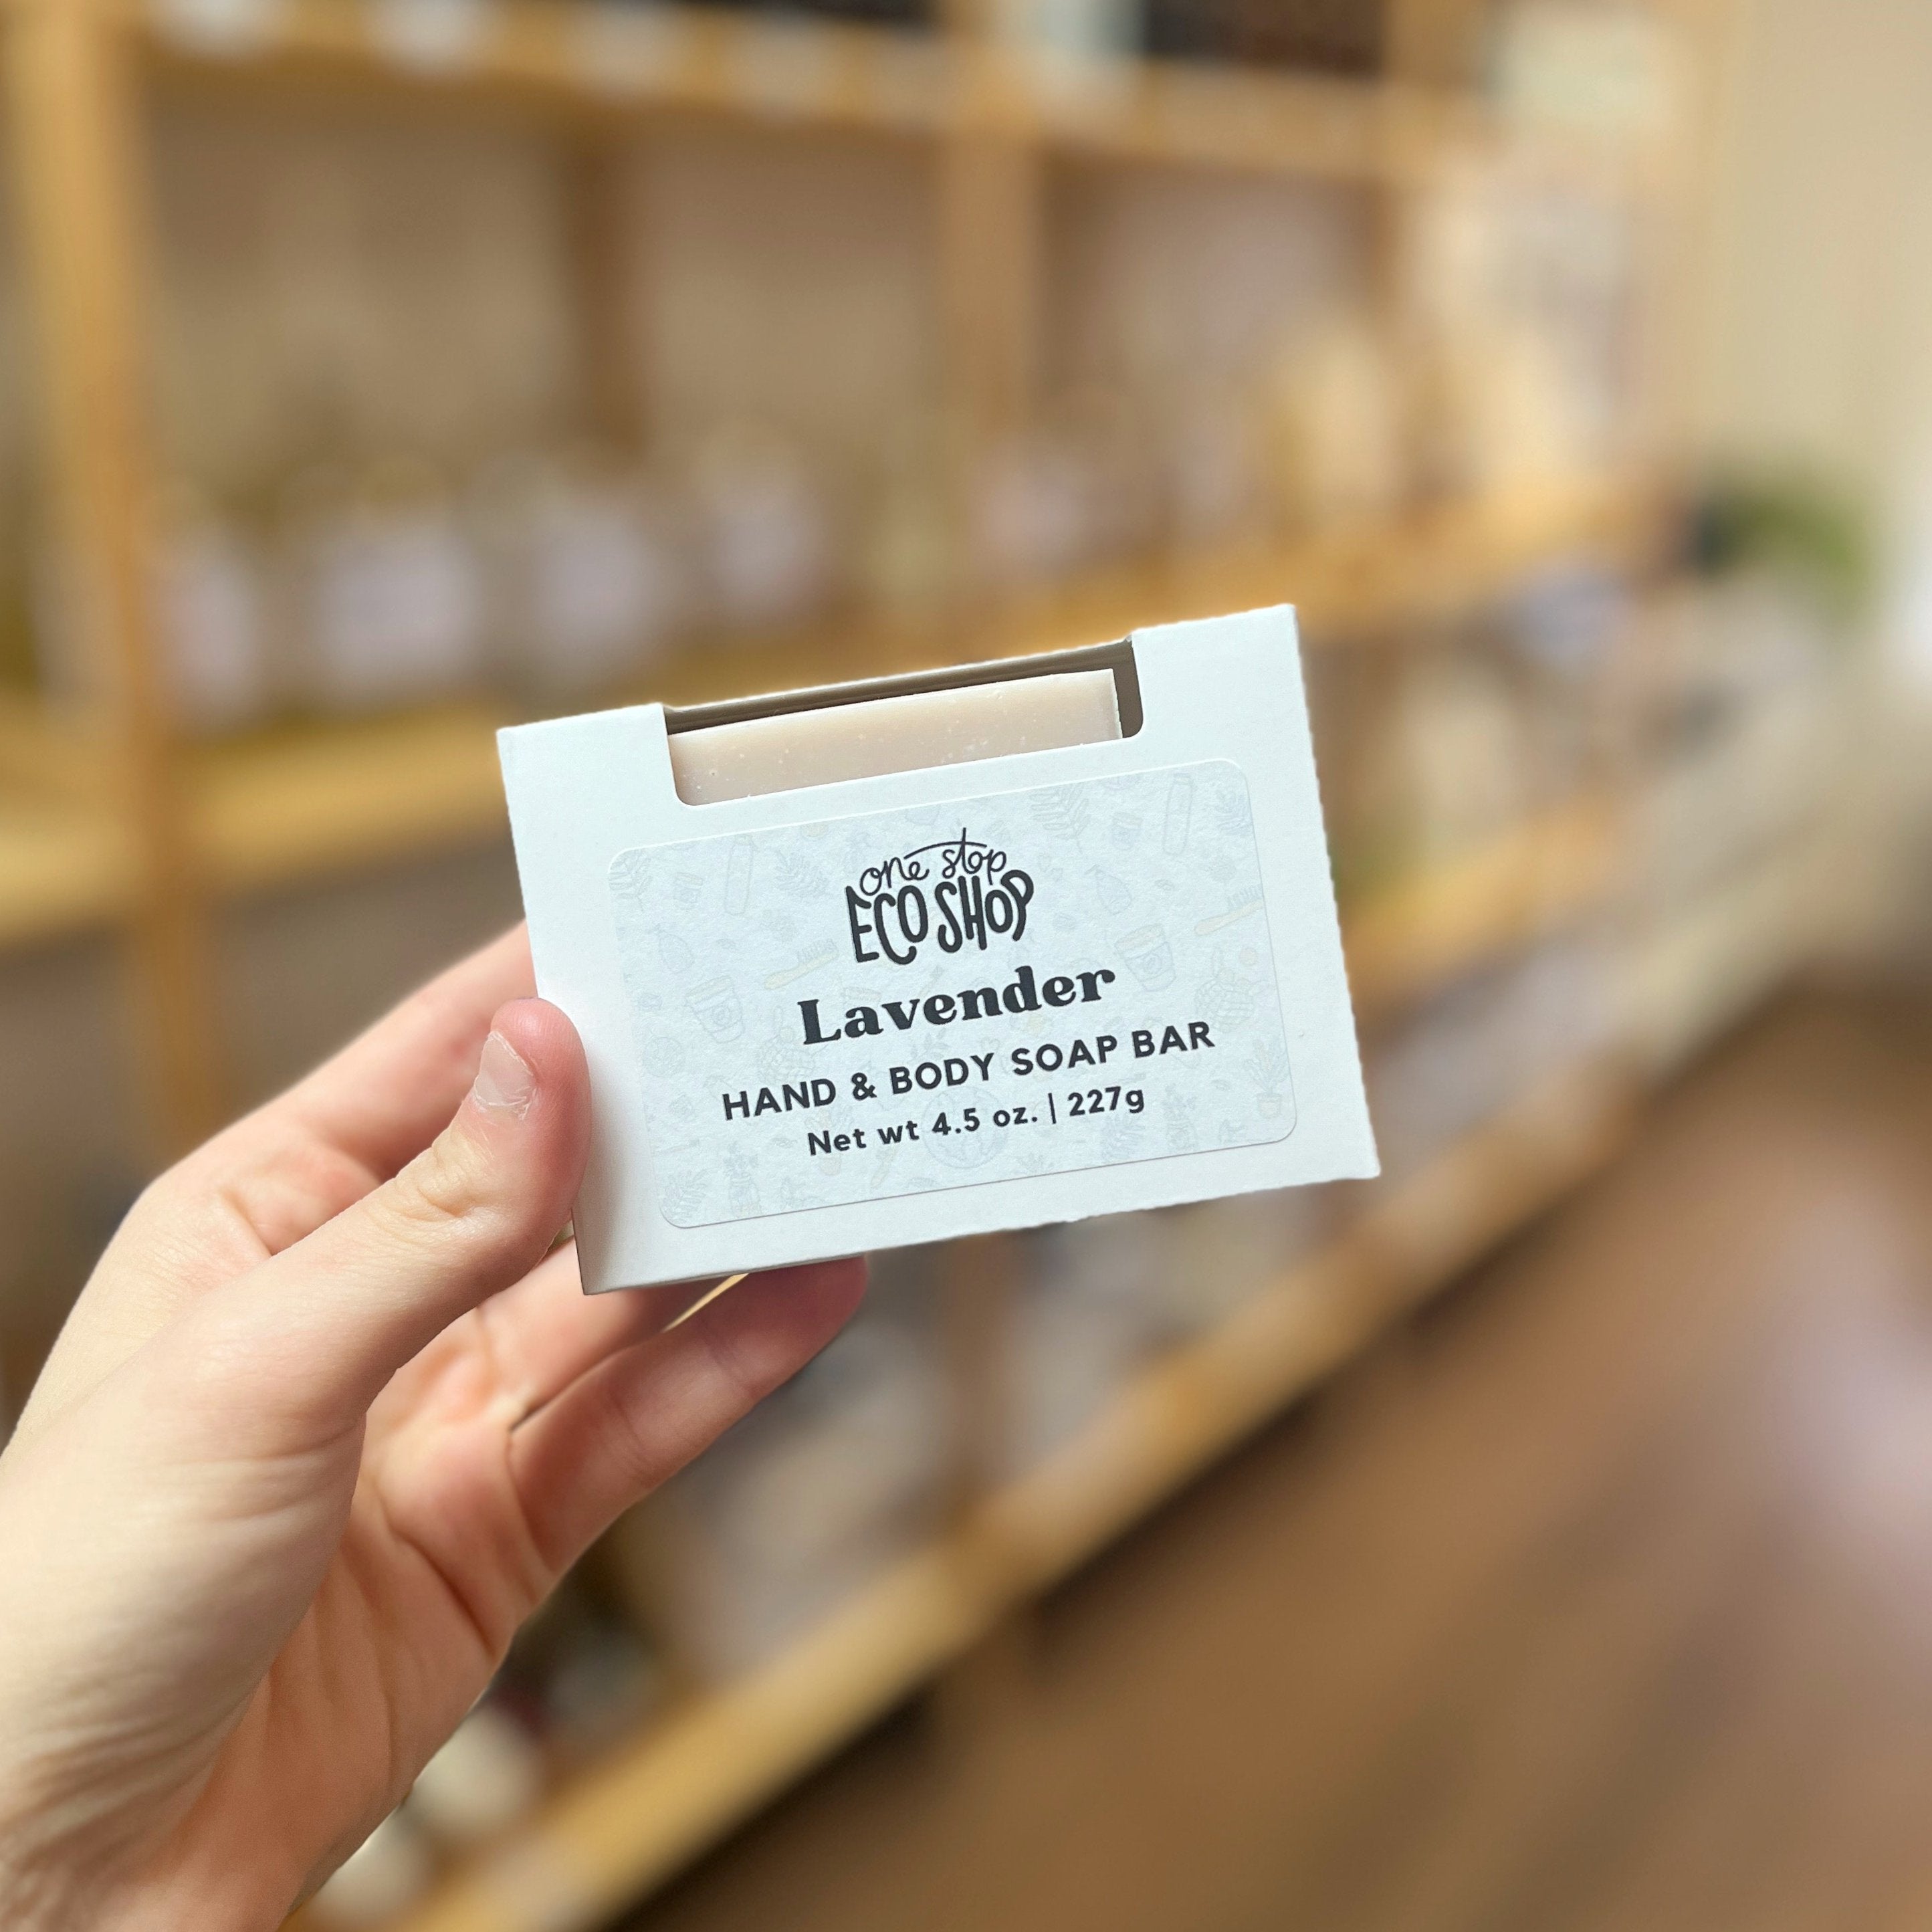 one stop
ECO SHOP
Lavender
HAND & BODY SOAP BAR
Net wt 4.5 oz. | 227g